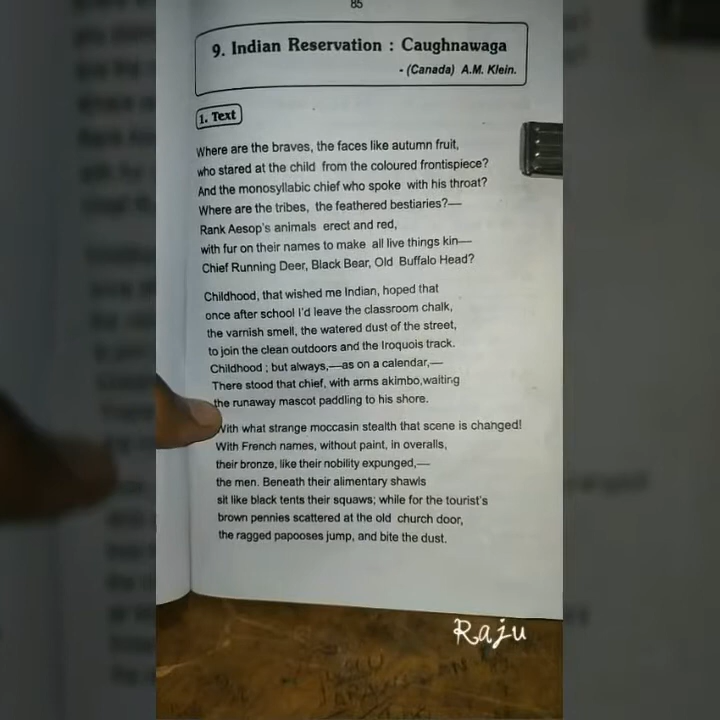 85
9. Indian Reservation : Caughnawaga
- (Canada) A.M. Klein.
1. Text
Where are the braves, the faces like autumn fruit,
who stared at the child from the coloured frontispiece?
And the monosyllabic chief who spoke with his throat?
Where are the tribes, the feathered bestiaries?—
Rank Aesop's animals erect and red,
with fur on their names to make all live things kin—
Chief Running Deer, Black Bear, Old Buffalo Head?
Childhood, that wished me Indian, hoped that
once after school I'd leave the classroom chalk,
the varnish smell, the watered dust of the street,
to join the clean outdoors and the Iroquois track.
Childhood ; but always,—as on a calendar,—
There stood that chief, with arms akimbo,waiting
the runaway mascot paddling to his shore.
With what strange moccasin stealth that scene is changed!
With French names, without paint, in overalls,
their bronze, like their nobility expunged,—
the men. Beneath their alimentary shawls
sit like black tents their squaws; while for the tourist's
brown pennies scattered at the old church door,
the ragged papooses jump, and bite the dust.
Raju